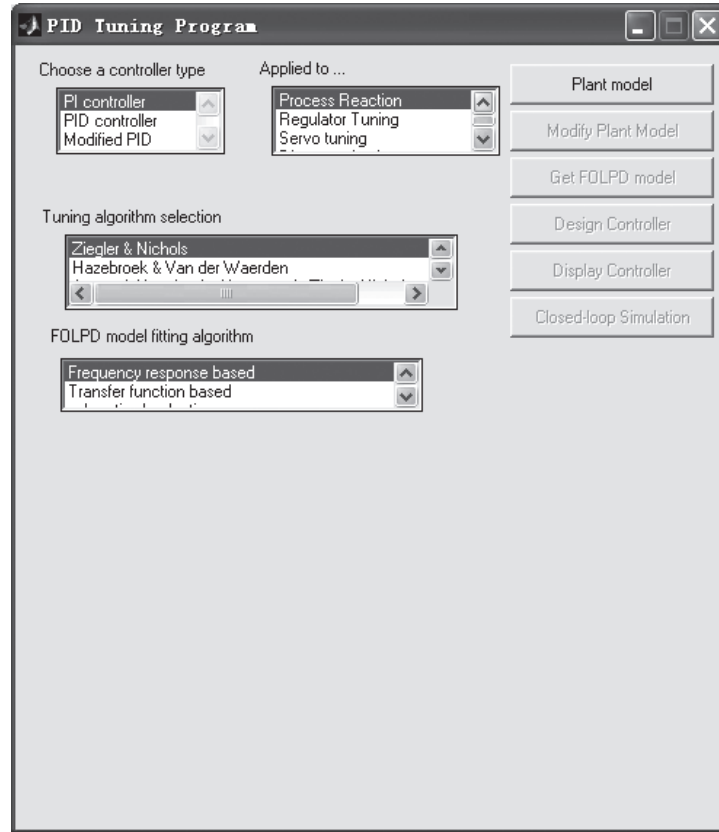 PID Tuning Program
Choose a controller type
PI controller
PID controller
Modified PID
Applied to ...
Process Reaction
Regulator Tuning
Servo tuning
Plant model
Modify Plant Model
Get FOLPD model
Design Controller
Display Controller
Closed-loop Simulation
Tuning algorithm selection
Ziegler & Nichols
Hazebroek & Van der Waerden
FOLPD model fitting algorithm
Frequency response based
Transfer function based